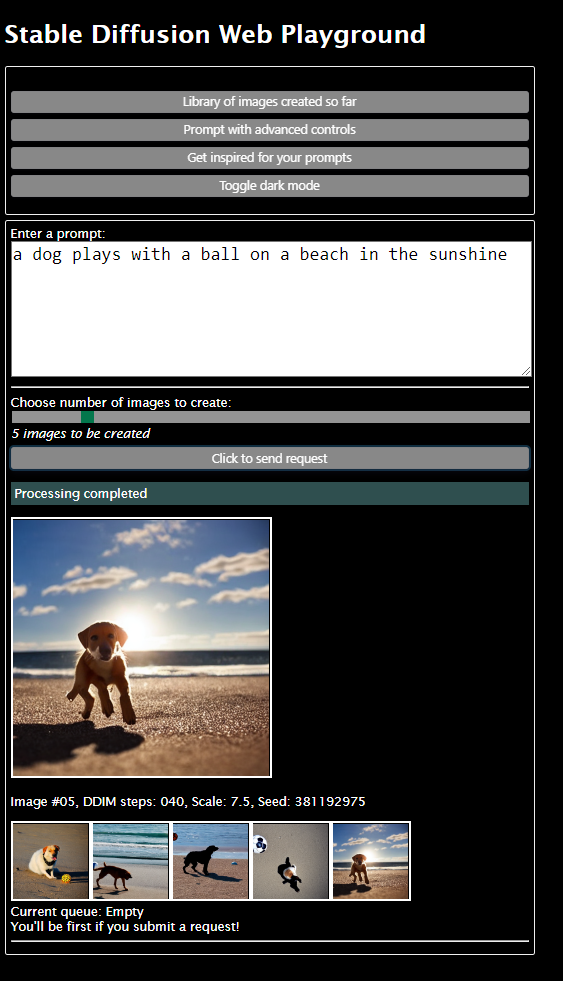 Stable Diffusion Web Playground
Library of images created so far
Prompt with advanced controls
Get inspired for your prompts
Toggle dark mode
Enter a prompt:
a dog plays with a ball on a beach in the sunshine
Choose number of images to create:
5 images to be created
Click to send request
Processing completed
Image #05, DDIM steps: 040, Scale: 7.5, Seed: 381192975
Current queue: Empty
You'll be first if you submit a request!